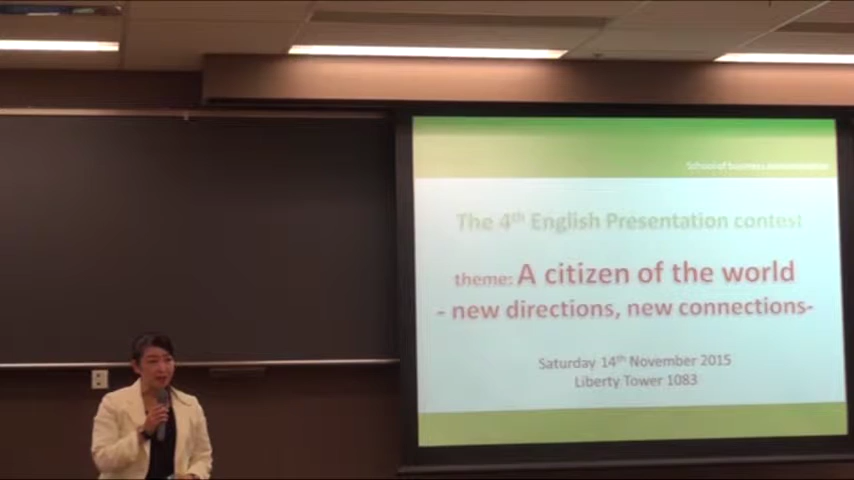 School of business administration
The 4th English Presentation contest
theme: A citizen of the world
- new directions, new connections-
Saturday 14th November 2015
Liberty Tower 1083